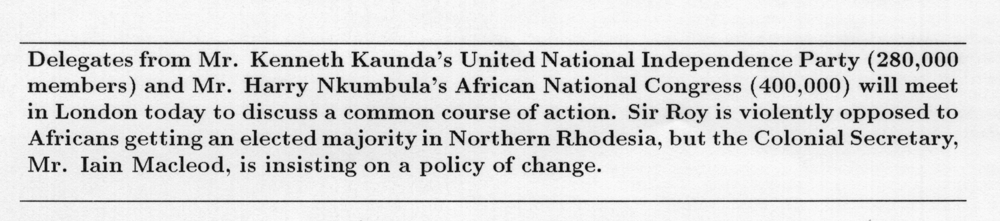 Delegates from Mr. Kenneth Kaunda's United National Independence Party (280,000
members) and Mr. Harry Nkumbula's African National Congress (400,000) will meet
in London today to discuss a common course of action. Sir Roy is violently opposed to
Africans getting an elected majority in Northern Rhodesia, but the Colonial Secretary,
Mr. Iain Macleod, is insisting on a policy of change.